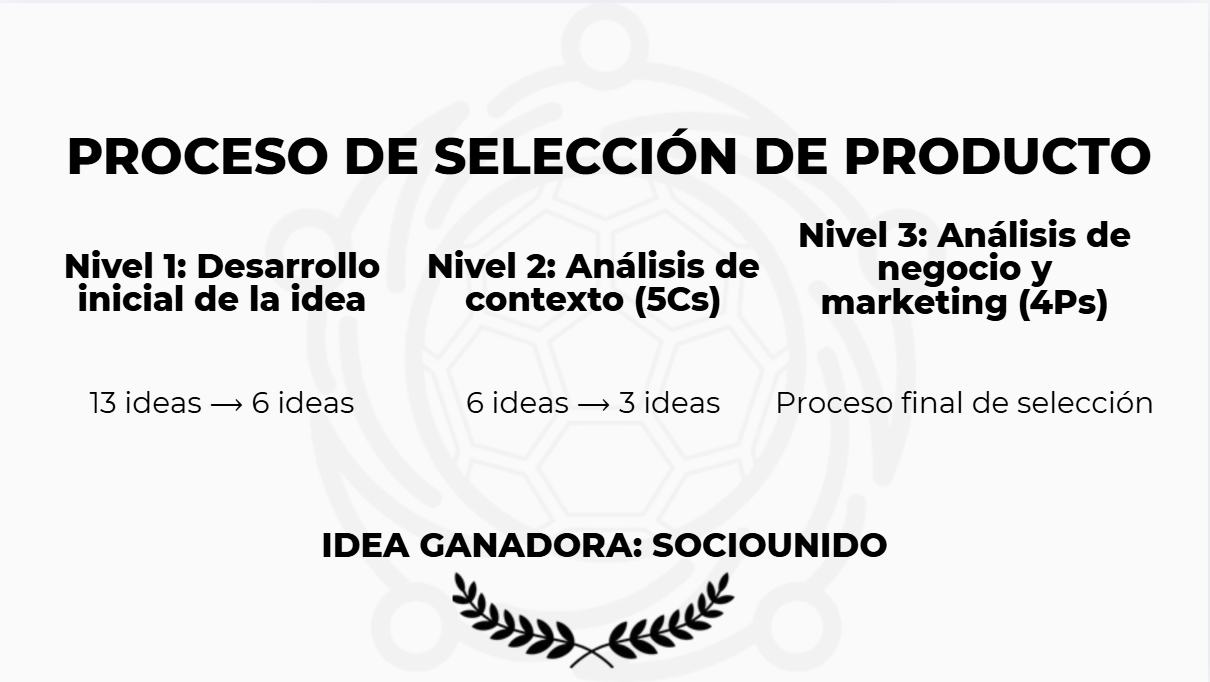 PROCESO DE SELECCIÓN DE PRODUCTO
Nivel 1: Desarrollo
inicial de la idea
Nivel 2: Análisis de
contexto (5Cs)
Nivel 3: Análisis de
negocio y
marketing (4Ps)
13 ideas → 6 ideas
6 ideas → 3 ideas
Proceso final de selección
IDEA GANADORA: SOCIOUNIDO